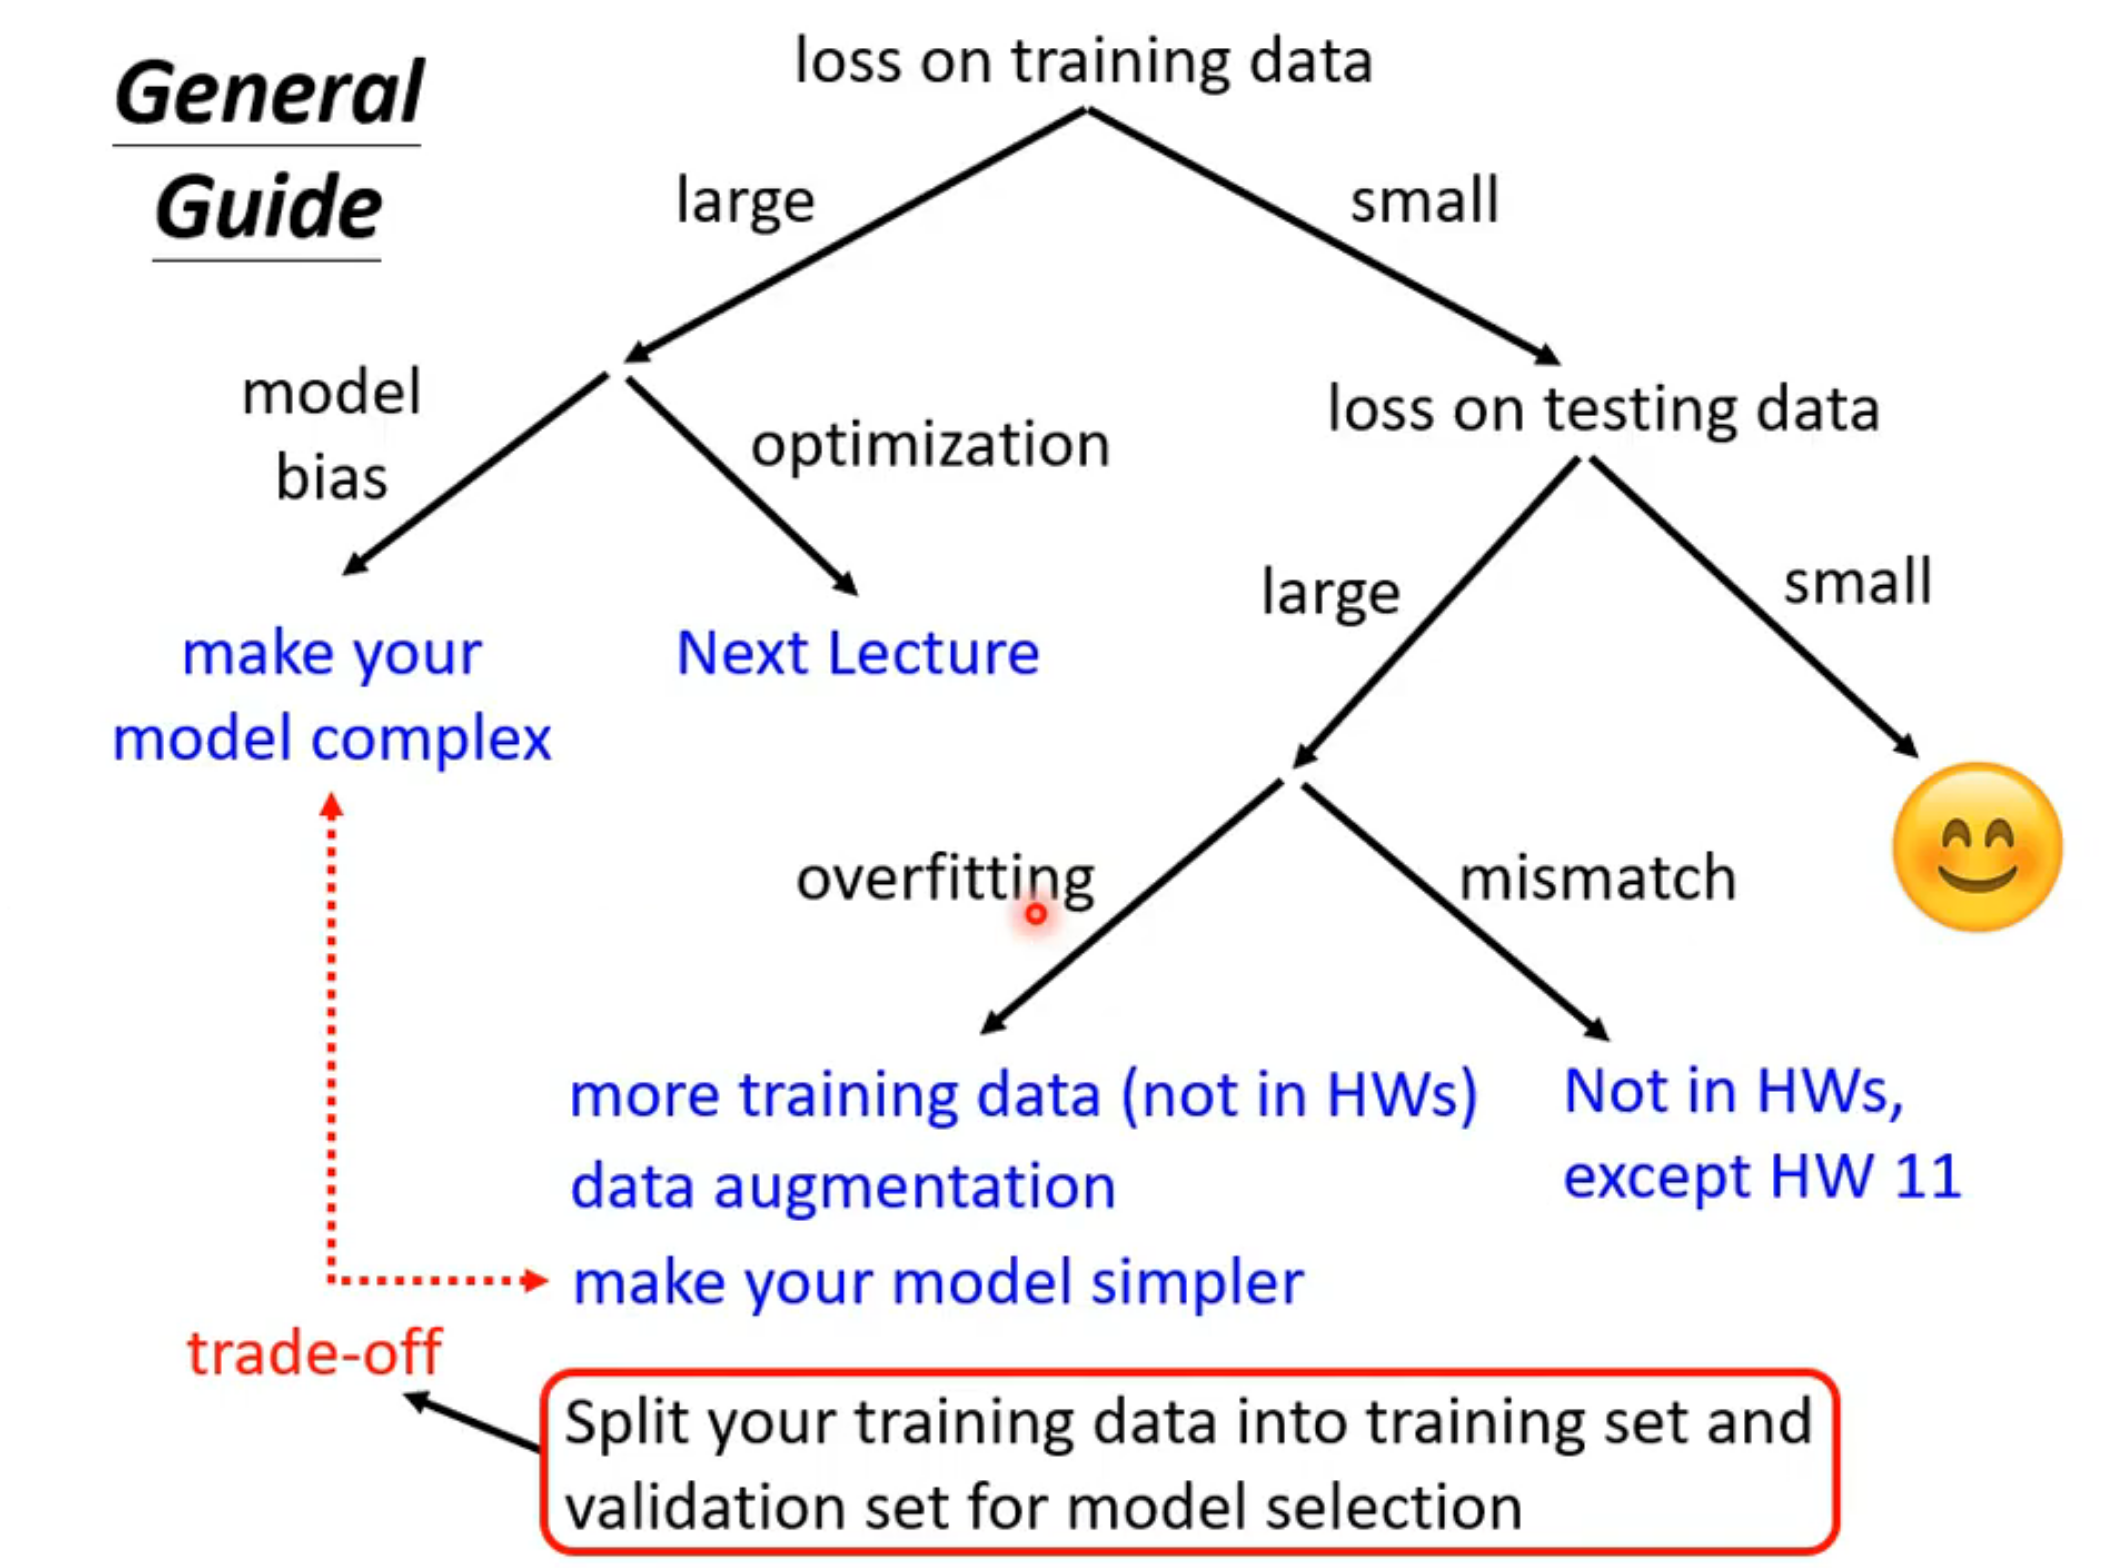 General
Guide
loss on training data
large
small
model
bias
optimization
loss on testing data
make your
model complex
Next Lecture
large
small
overfitting
mismatch
more training data (not in HWs)
data augmentation
make your model simpler
Not in HWs,
except HW 11
trade-off
Split your training data into training set and
validation set for model selection